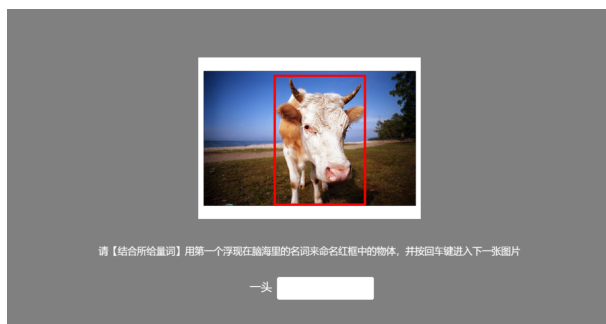 请【结合所给量词】用第一个浮现在脑海里的名词来命名红框中的物体，并按回车键进入下一张图片
一头